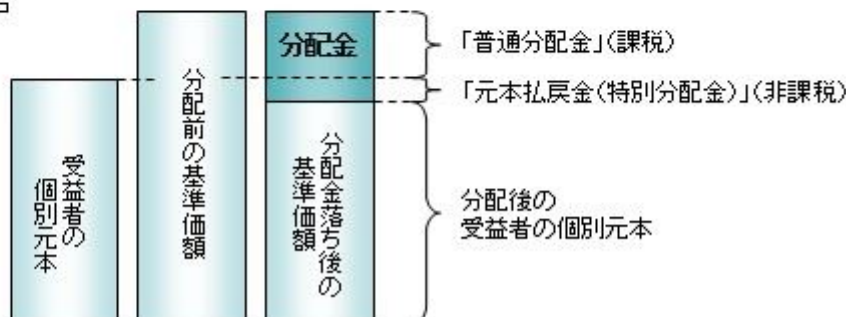 受益者の
個別元本
分配前の基準価額
分配金
分配金落ち後の
基準価額
「普通分配金」(課税)
「元本払戻金(特別分配金)」(非課税)
分配後の
受益者の個別元本